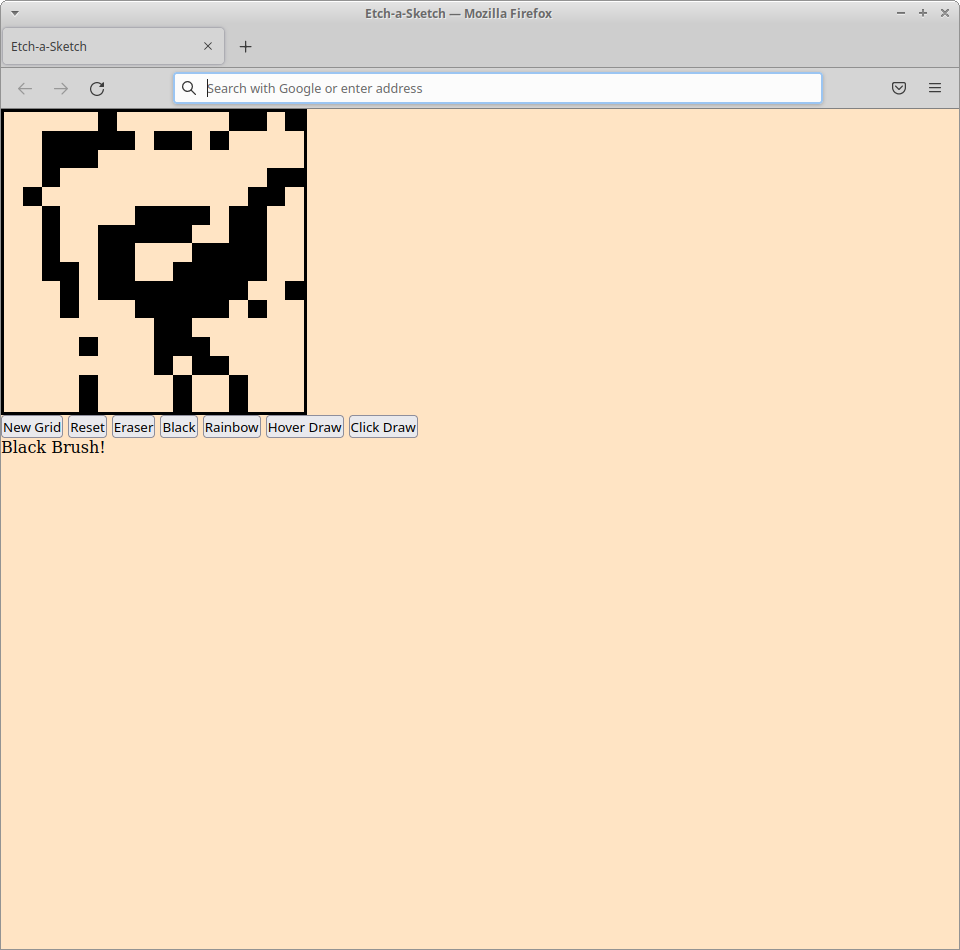 Etch-a-Sketch — Mozilla Firefox
Etch-a-Sketch
Search with Google or enter address
New Grid Reset Eraser Black Rainbow Hover Draw Click Draw
Black Brush!